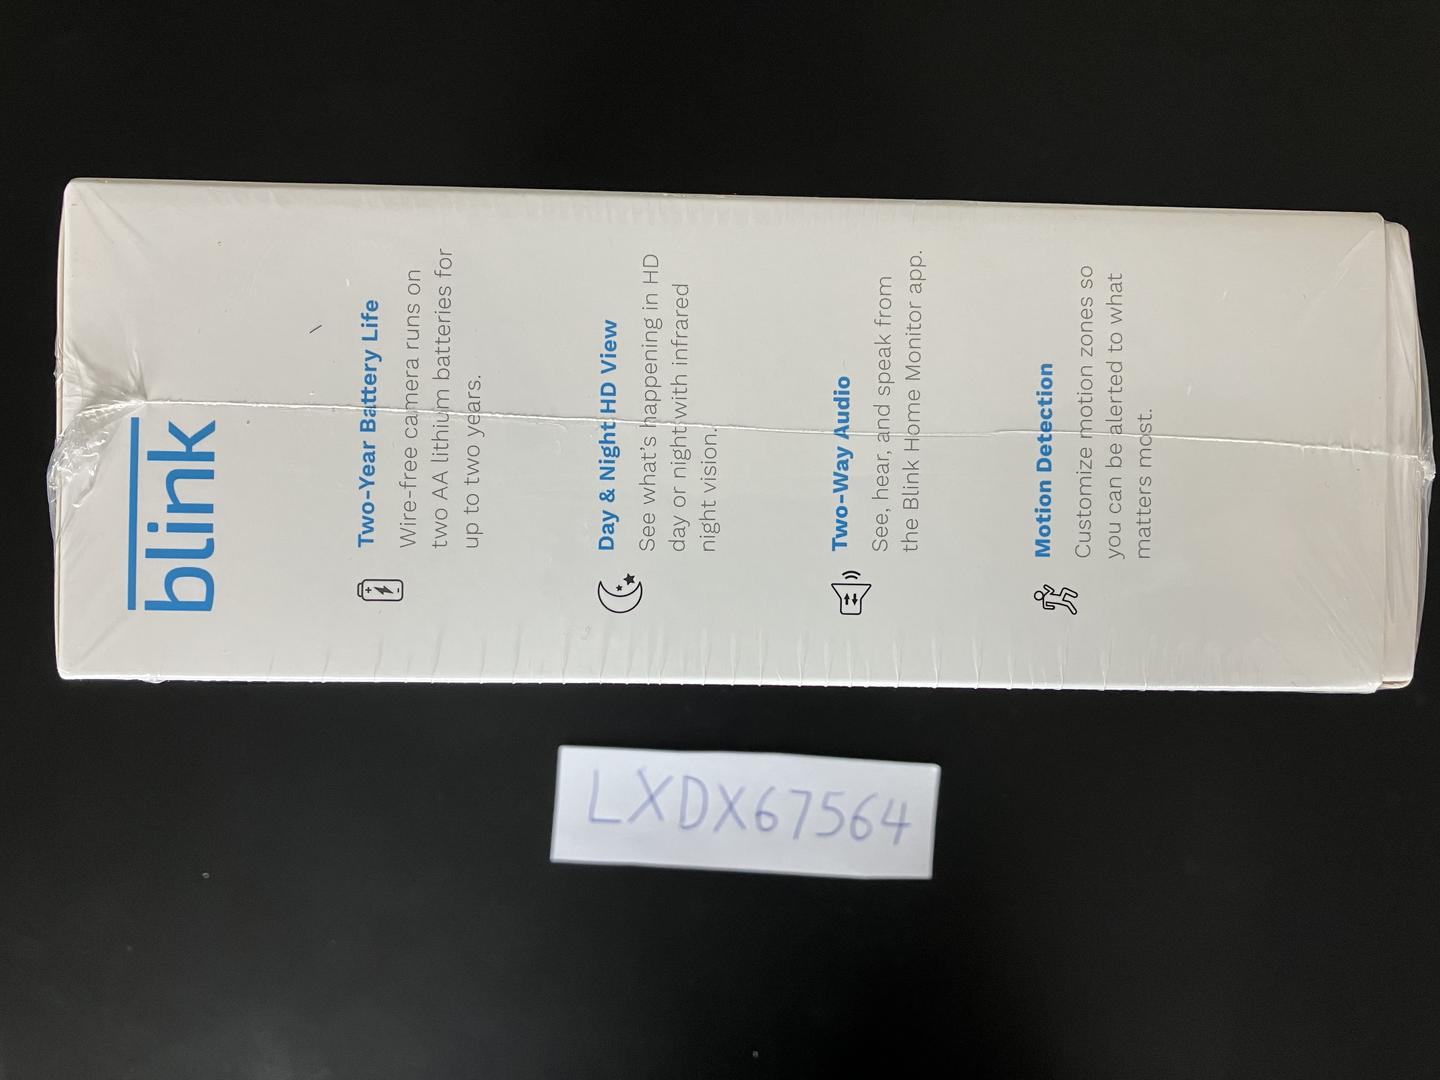 blink
Two-Year Battery Life
Wire-free camera runs on
two AA lithium batteries for
up to two years.
Day & Night HD View
See what's happening in HD
day or night with infrared
night vision.
Two-Way Audio
See, hear, and speak from
the Blink Home Monitor app.
Motion Detection
Customize motion zones so
you can be alerted to what
matters most.
LXDX67564